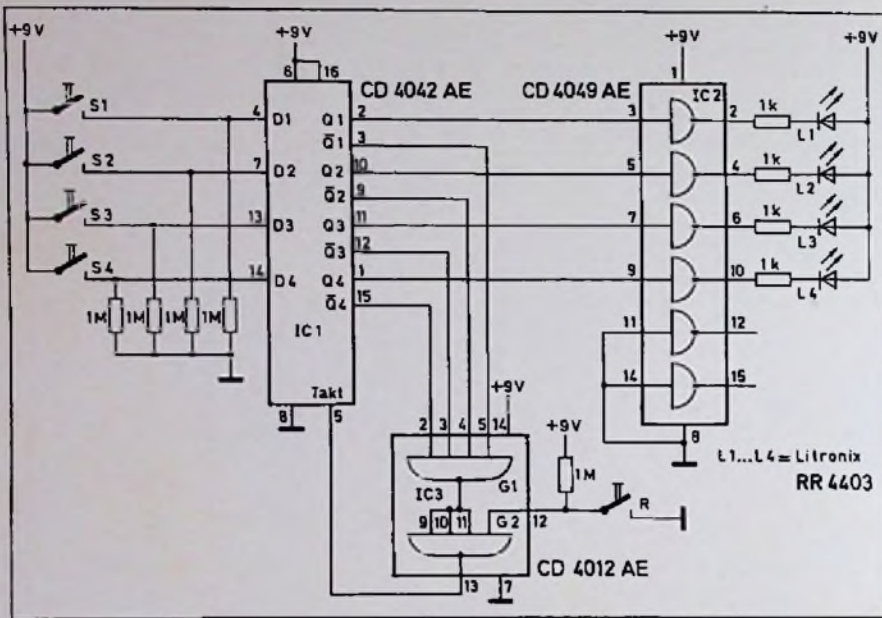 +9V
+9V
+9V
+9V
6 16
CD 4042 AE
CD 4049 AE
1
IC2
S1
4 D1 Q1 2
3 2
1k
L1
Q̅1 3
S2
7 D2 Q2 10
5 4
1k
L2
Q̅2 9
S3
13 D3 Q3 11
7 6
1k
L3
Q̅3 12
S4
14 D4 Q4 1
9 10
1k
L4
Q̅4 15
1M 1M 1M 1M
IC1
11 12
14 15
Takt
8 5
+9V
8
2 3 4 5 14
+9V
L1...L4 = Litronix
RR 4403
G1
1M
IC3
9 10 11 G2 12
R
13 7
CD 4012 AE